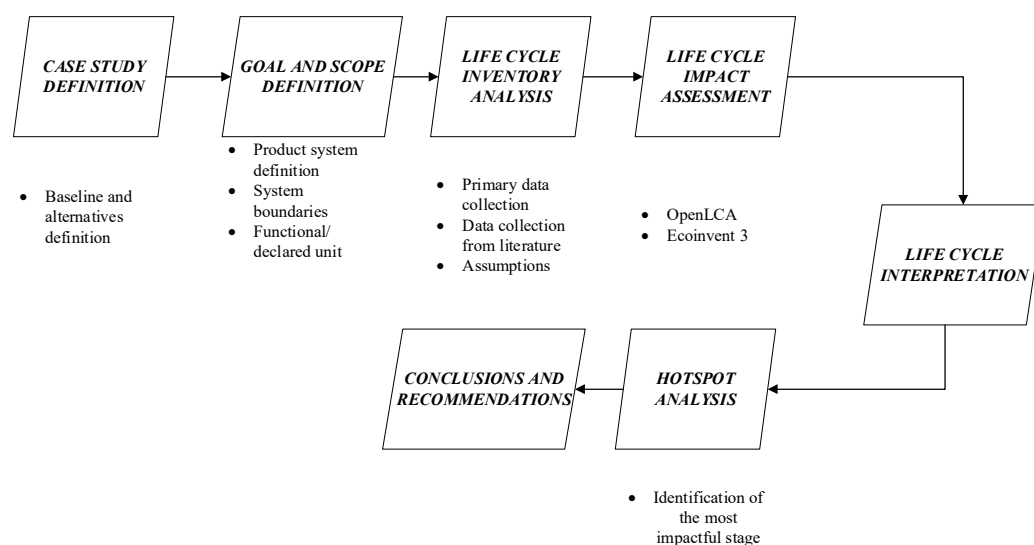 CASE STUDY
DEFINITION
GOAL AND SCOPE
DEFINITION
LIFE CYCLE
INVENTORY
ANALYSIS
LIFE CYCLE
IMPACT
ASSESSMENT
• Baseline and
alternatives
definition
• Product system
definition
• System
boundaries
• Functional/
declared unit
• Primary data
collection
• Data collection
from literature
• Assumptions
• OpenLCA
• Ecoinvent 3
LIFE CYCLE
INTERPRETATION
CONCLUSIONS AND
RECOMMENDATIONS
HOTSPOT
ANALYSIS
• Identification of
the most
impactful stage